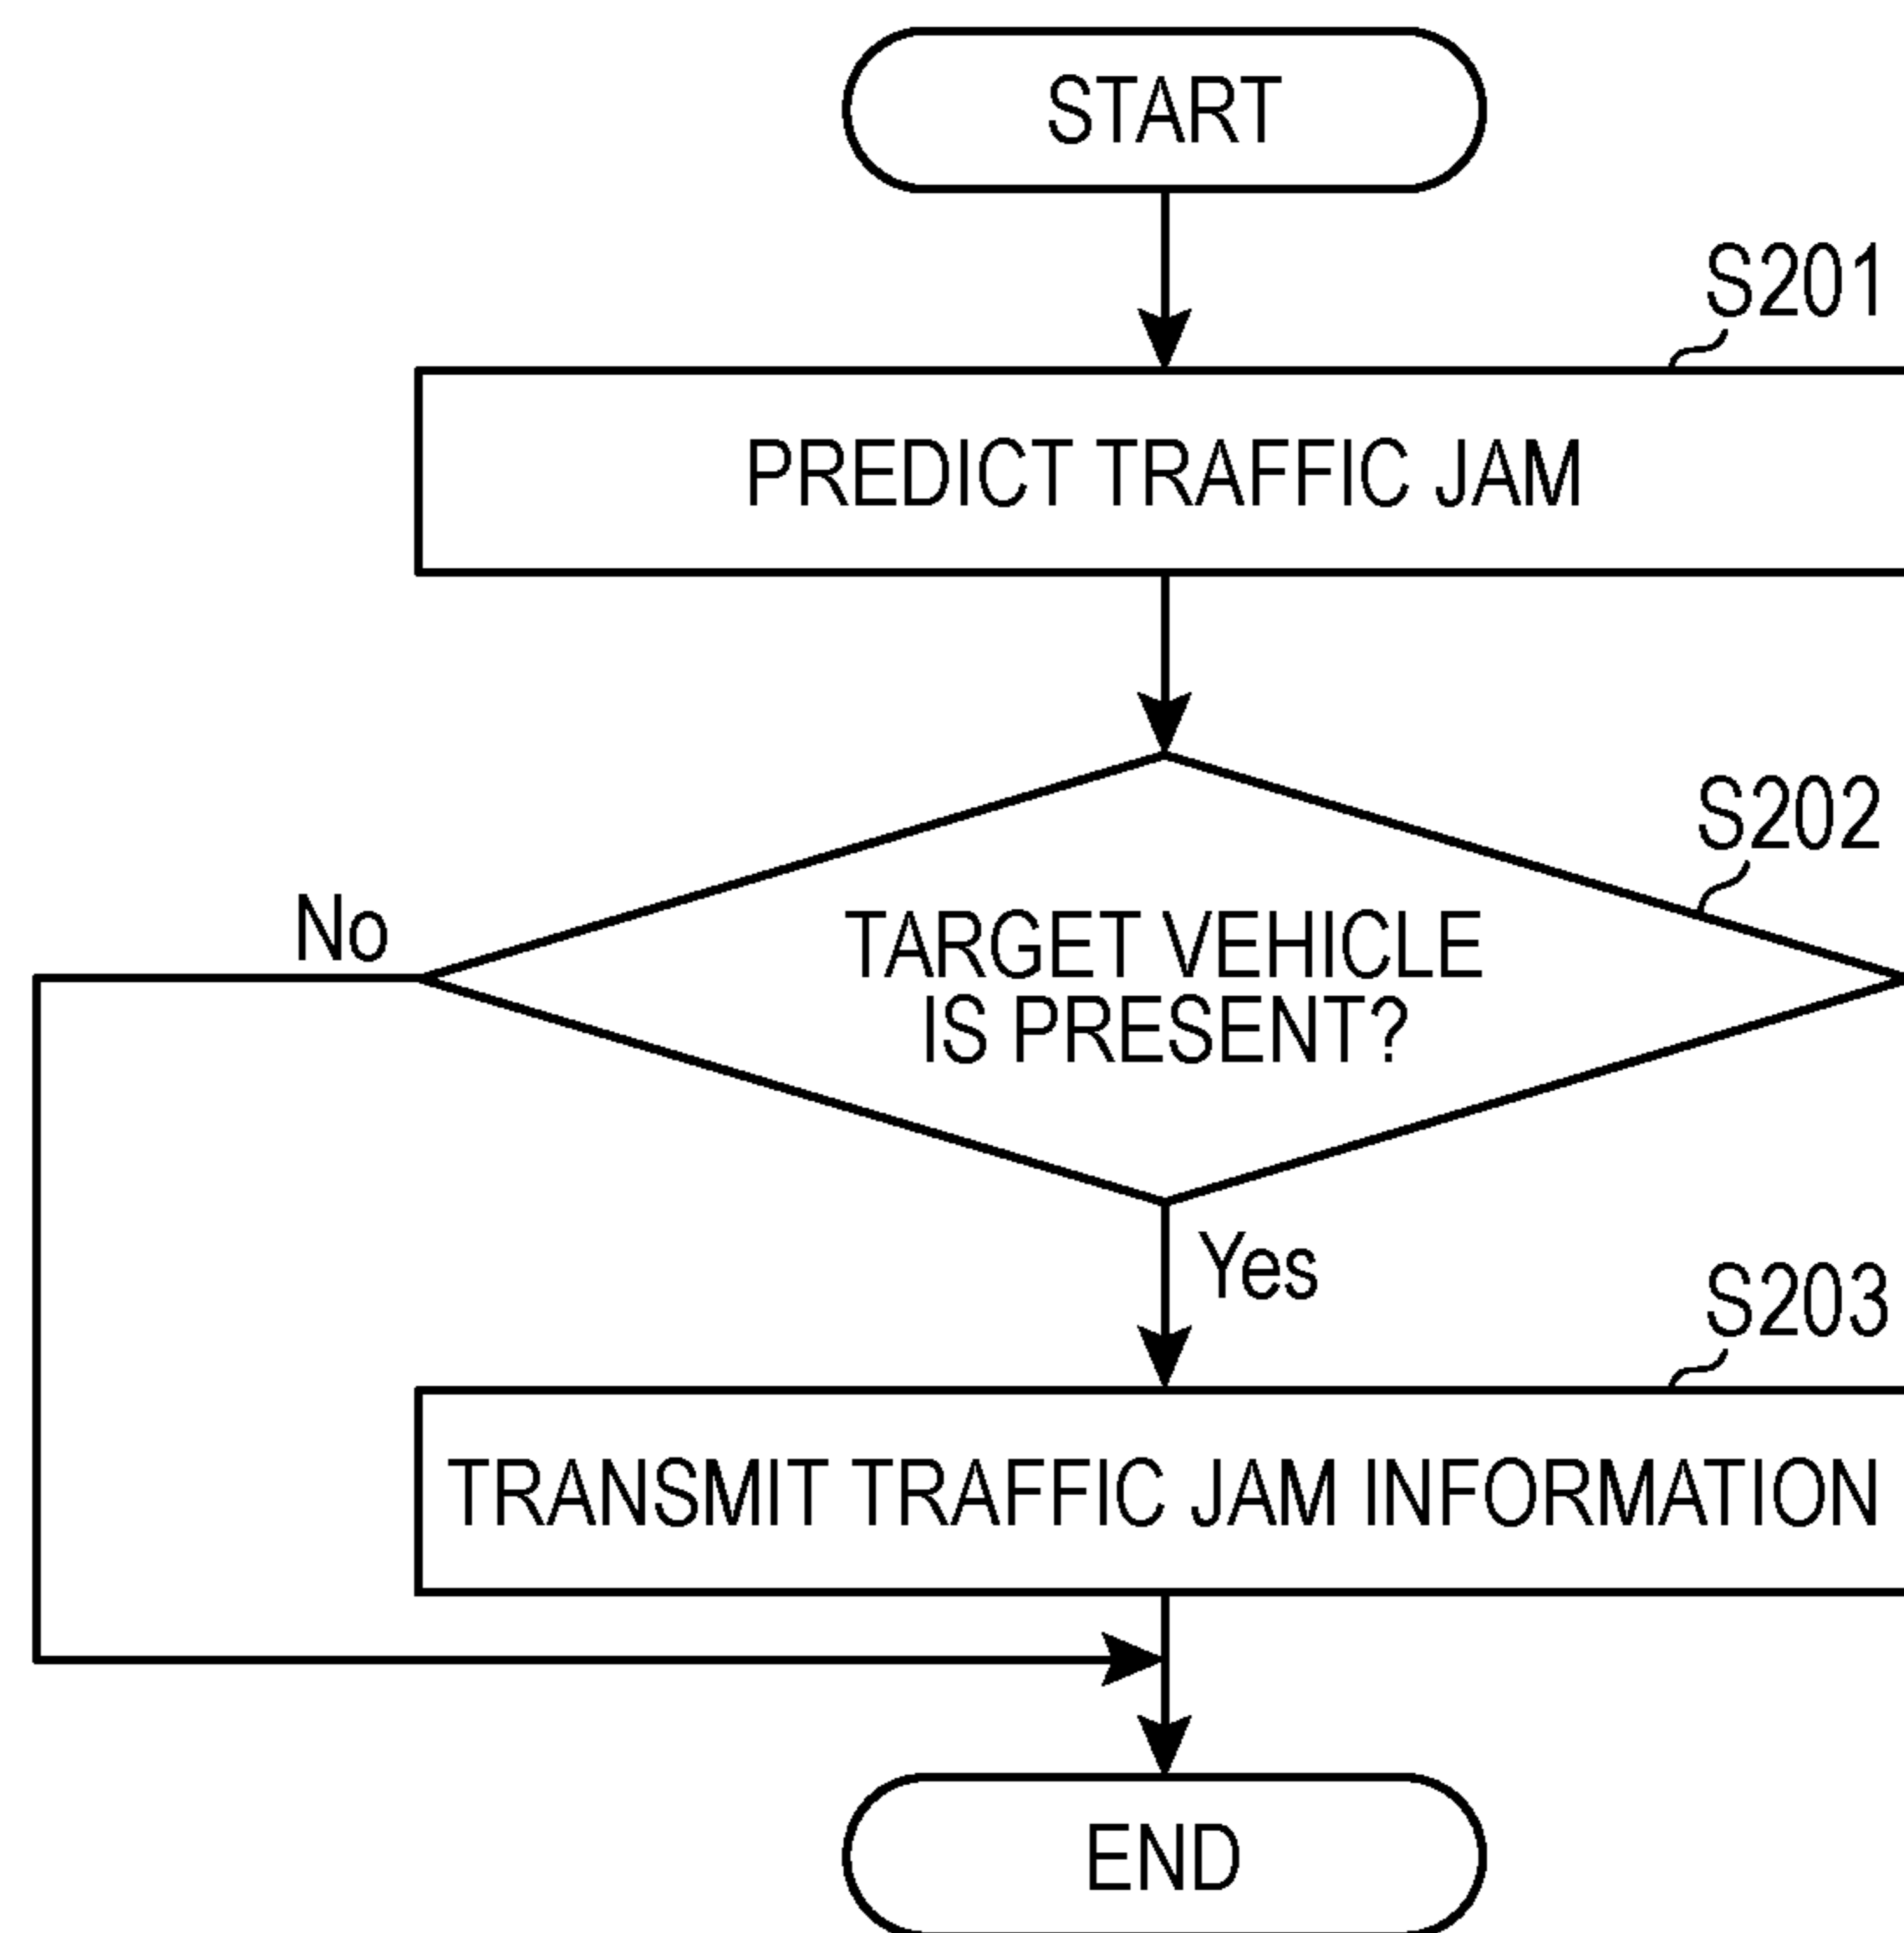 START
S201
PREDICT TRAFFIC JAM
S202
No
TARGET VEHICLE
IS PRESENT?
Yes
S203
TRANSMIT TRAFFIC JAM INFORMATION
END